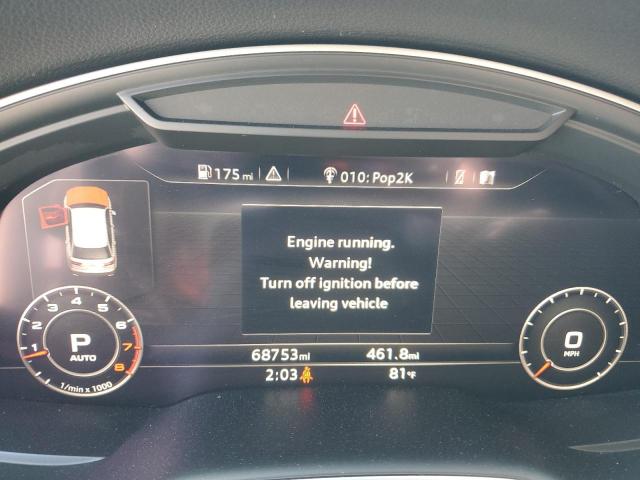 175 mi
010: Pop2K
Engine running.
Warning!
Turn off ignition before
leaving vehicle
1 2 3 4 5 6 7 8
P
AUTO
1/min x 1000
0
MPH
68753 mi 461.8 mi
2:03 81°F